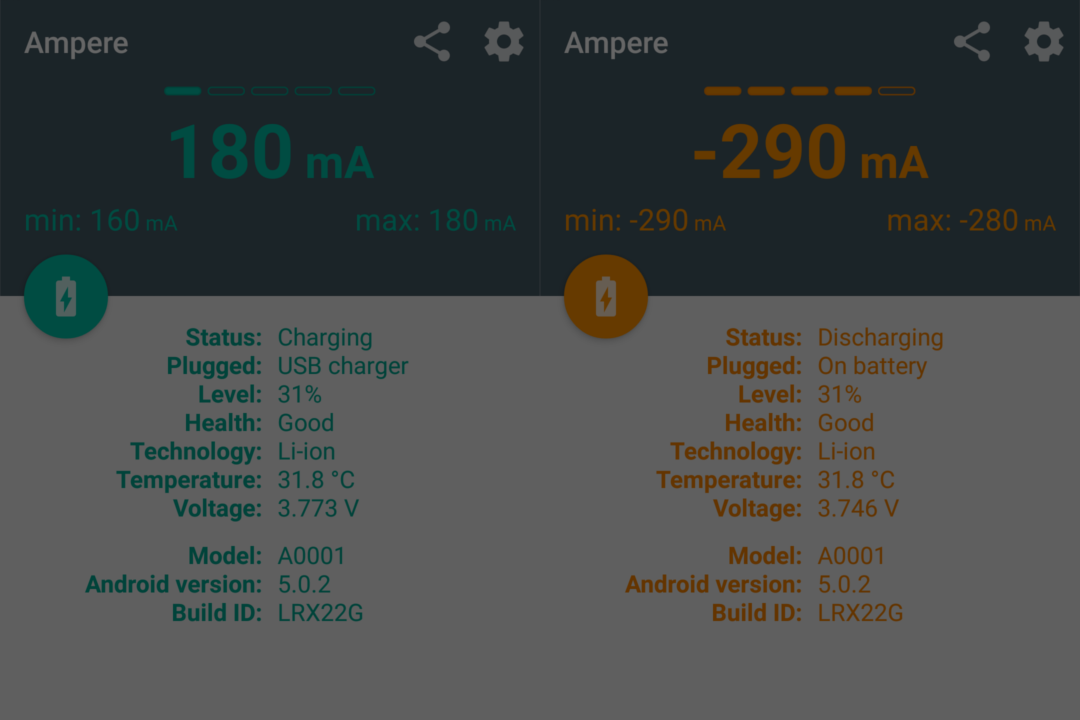 Ampere
180 mA
min: 160 mA max: 180 mA
Status: Charging
Plugged: USB charger
Level: 31%
Health: Good
Technology: Li-ion
Temperature: 31.8 °C
Voltage: 3.773 V
Model: A0001
Android version: 5.0.2
Build ID: LRX22G
Ampere
-290 mA
min: -290 mA max: -280 mA
Status: Discharging
Plugged: On battery
Level: 31%
Health: Good
Technology: Li-ion
Temperature: 31.8 °C
Voltage: 3.746 V
Model: A0001
Android version: 5.0.2
Build ID: LRX22G